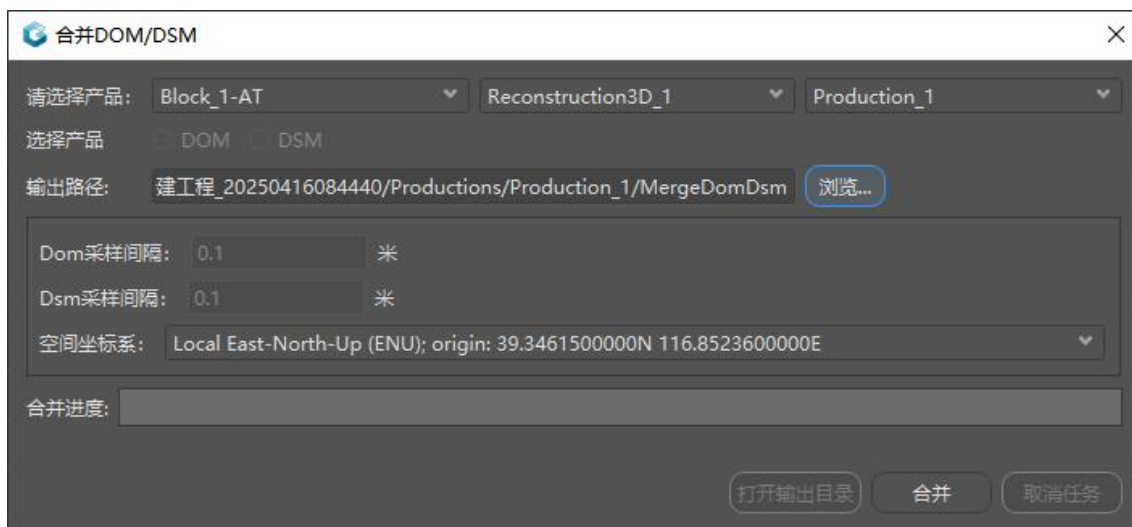 合并DOM/DSM
请选择产品: Block_1-AT Reconstruction3D_1 Production_1
选择产品 DOM DSM
输出路径: 建工程_20250416084440/Productions/Production_1/MergeDomDsm 浏览...
Dom采样间隔: 0.1 米
Dsm采样间隔: 0.1 米
空间坐标系: Local East-North-Up (ENU); origin: 39.3461500000N 116.8523600000E
合并进度:
打开输出目录 合并 取消任务